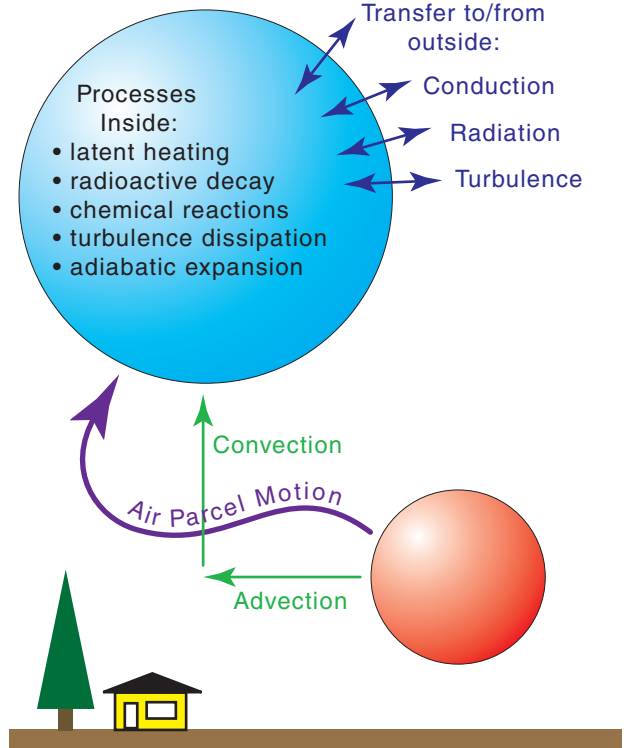 Transfer to/from
outside:
Conduction
Radiation
Turbulence
Processes
Inside:
• latent heating
• radioactive decay
• chemical reactions
• turbulence dissipation
• adiabatic expansion
Convection
Air Parcel Motion
Advection